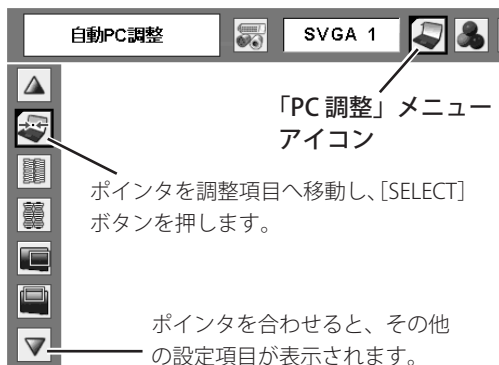 自動PC調整
SVGA 1
「PC 調整」メニュー
アイコン
ポインタを調整項目へ移動し、［SELECT］
ボタンを押します。
ポインタを合わせると、その他
の設定項目が表示されます。